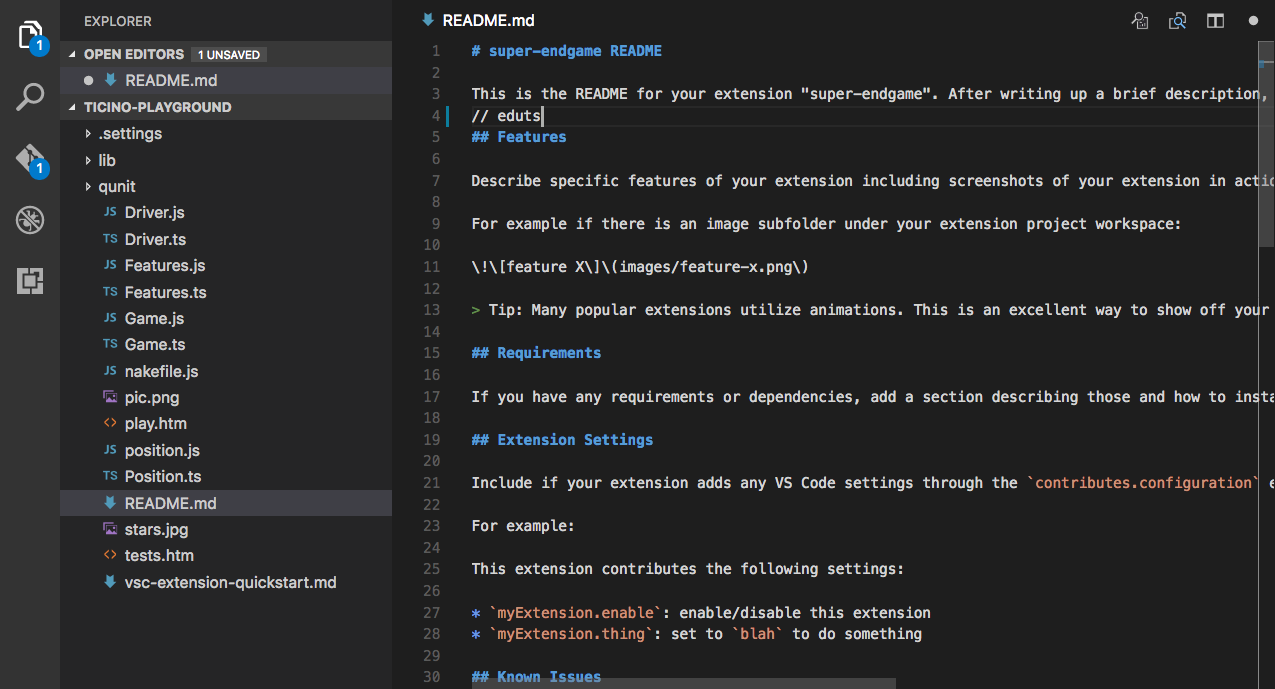 EXPLORER
OPEN EDITORS 1 UNSAVED
README.md
TICINO-PLAYGROUND
.settings
lib
qunit
JS Driver.js
TS Driver.ts
JS Features.js
TS Features.ts
JS Game.js
TS Game.ts
JS nakefile.js
pic.png
<> play.htm
JS position.js
TS Position.ts
README.md
stars.jpg
<> tests.htm
vsc-extension-quickstart.md
1
1
README.md
1 # super-endgame README
2
3 This is the README for your extension "super-endgame". After writing up a brief description,
4 // eduts
5 ## Features
6
7 Describe specific features of your extension including screenshots of your extension in actio
8
9 For example if there is an image subfolder under your extension project workspace:
10
11 \!\[feature X\]\(images/feature-x.png\)
12
13 > Tip: Many popular extensions utilize animations. This is an excellent way to show off your
14
15 ## Requirements
16
17 If you have any requirements or dependencies, add a section describing those and how to insta
18
19 ## Extension Settings
20
21 Include if your extension adds any VS Code settings through the `contributes.configuration` e
22
23 For example:
24
25 This extension contributes the following settings:
26
27 * `myExtension.enable`: enable/disable this extension
28 * `myExtension.thing`: set to `blah` to do something
29
30 ## Known Issues